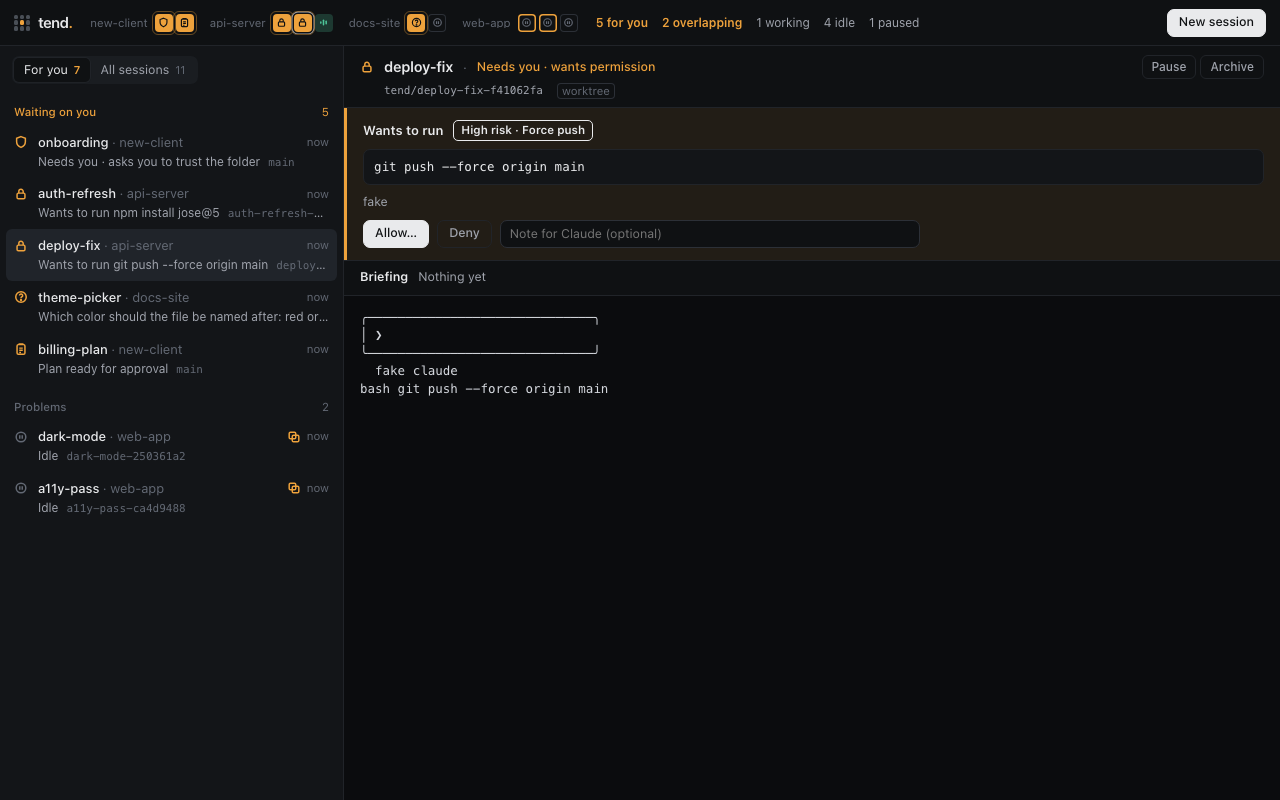 tend. new-client api-server docs-site web-app 5 for you 2 overlapping 1 working 4 idle 1 paused New session
For you 7 All sessions 11
Waiting on you 5
onboarding · new-client now
Needs you · asks you to trust the folder main
auth-refresh · api-server now
Wants to run npm install jose@5 auth-refresh-…
deploy-fix · api-server now
Wants to run git push --force origin main deploy…
theme-picker · docs-site now
Which color should the file be named after: red or…
billing-plan · new-client now
Plan ready for approval main
Problems 2
dark-mode · web-app now
Idle dark-mode-250361a2
a11y-pass · web-app now
Idle a11y-pass-ca4d9488
deploy-fix · Needs you · wants permission Pause Archive
tend/deploy-fix-f41062fa worktree
Wants to run High risk · Force push
git push --force origin main
fake
Allow… Deny Note for Claude (optional)
Briefing Nothing yet
❯
fake claude
bash git push --force origin main